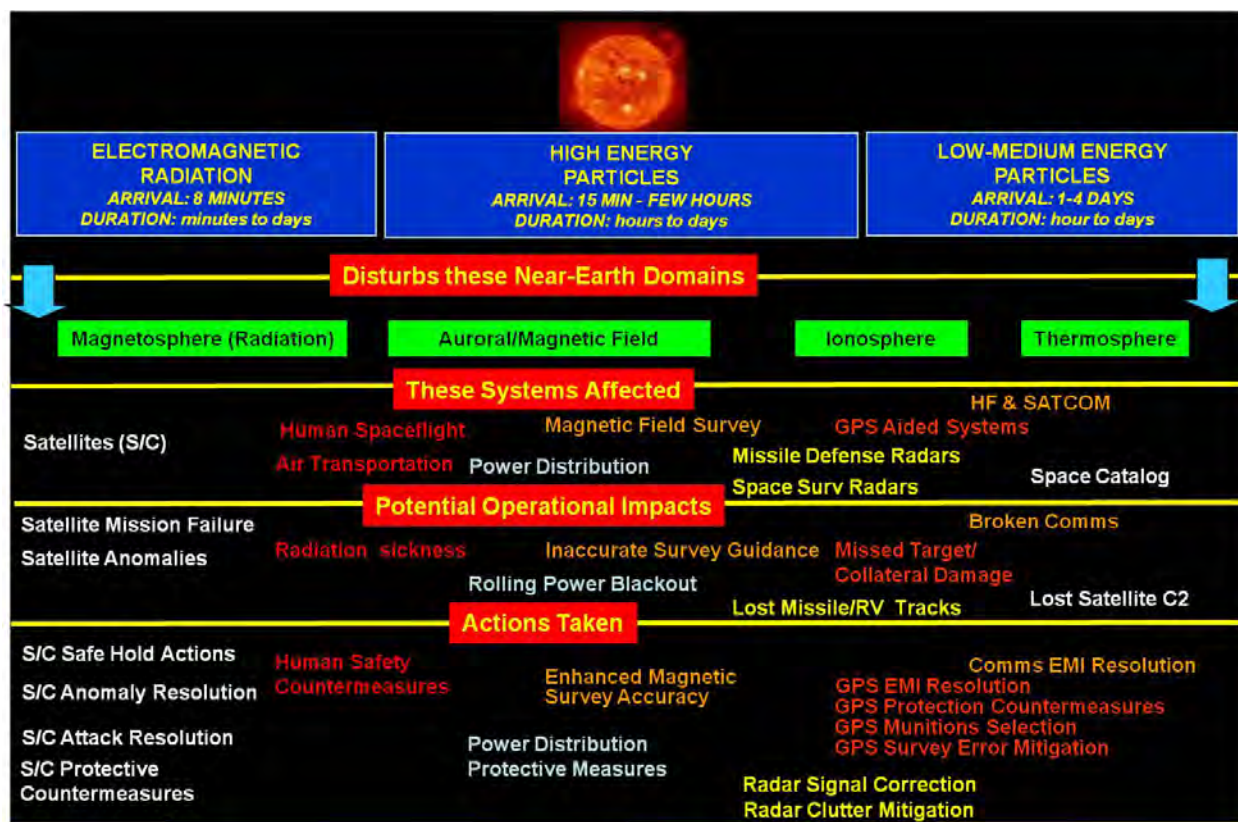 ELECTROMAGNETIC
RADIATION
ARRIVAL: 8 MINUTES
DURATION: minutes to days
HIGH ENERGY
PARTICLES
ARRIVAL: 15 MIN - FEW HOURS
DURATION: hours to days
LOW-MEDIUM ENERGY
PARTICLES
ARRIVAL: 1-4 DAYS
DURATION: hour to days
Disturbs these Near-Earth Domains
Magnetosphere (Radiation)
Auroral/Magnetic Field
Ionosphere
Thermosphere
These Systems Affected
Satellites (S/C)
Human Spaceflight
Air Transportation
Magnetic Field Survey
Power Distribution
GPS Aided Systems
Missile Defense Radars
Space Surv Radars
HF & SATCOM
Space Catalog
Potential Operational Impacts
Satellite Mission Failure
Satellite Anomalies
Radiation sickness
Inaccurate Survey Guidance
Rolling Power Blackout
Missed Target/
Collateral Damage
Lost Missile/RV Tracks
Broken Comms
Lost Satellite C2
Actions Taken
S/C Safe Hold Actions
S/C Anomaly Resolution
S/C Attack Resolution
S/C Protective
Countermeasures
Human Safety
Countermeasures
Enhanced Magnetic
Survey Accuracy
Power Distribution
Protective Measures
Comms EMI Resolution
GPS EMI Resolution
GPS Protection Countermeasures
GPS Munitions Selection
GPS Survey Error Mitigation
Radar Signal Correction
Radar Clutter Mitigation